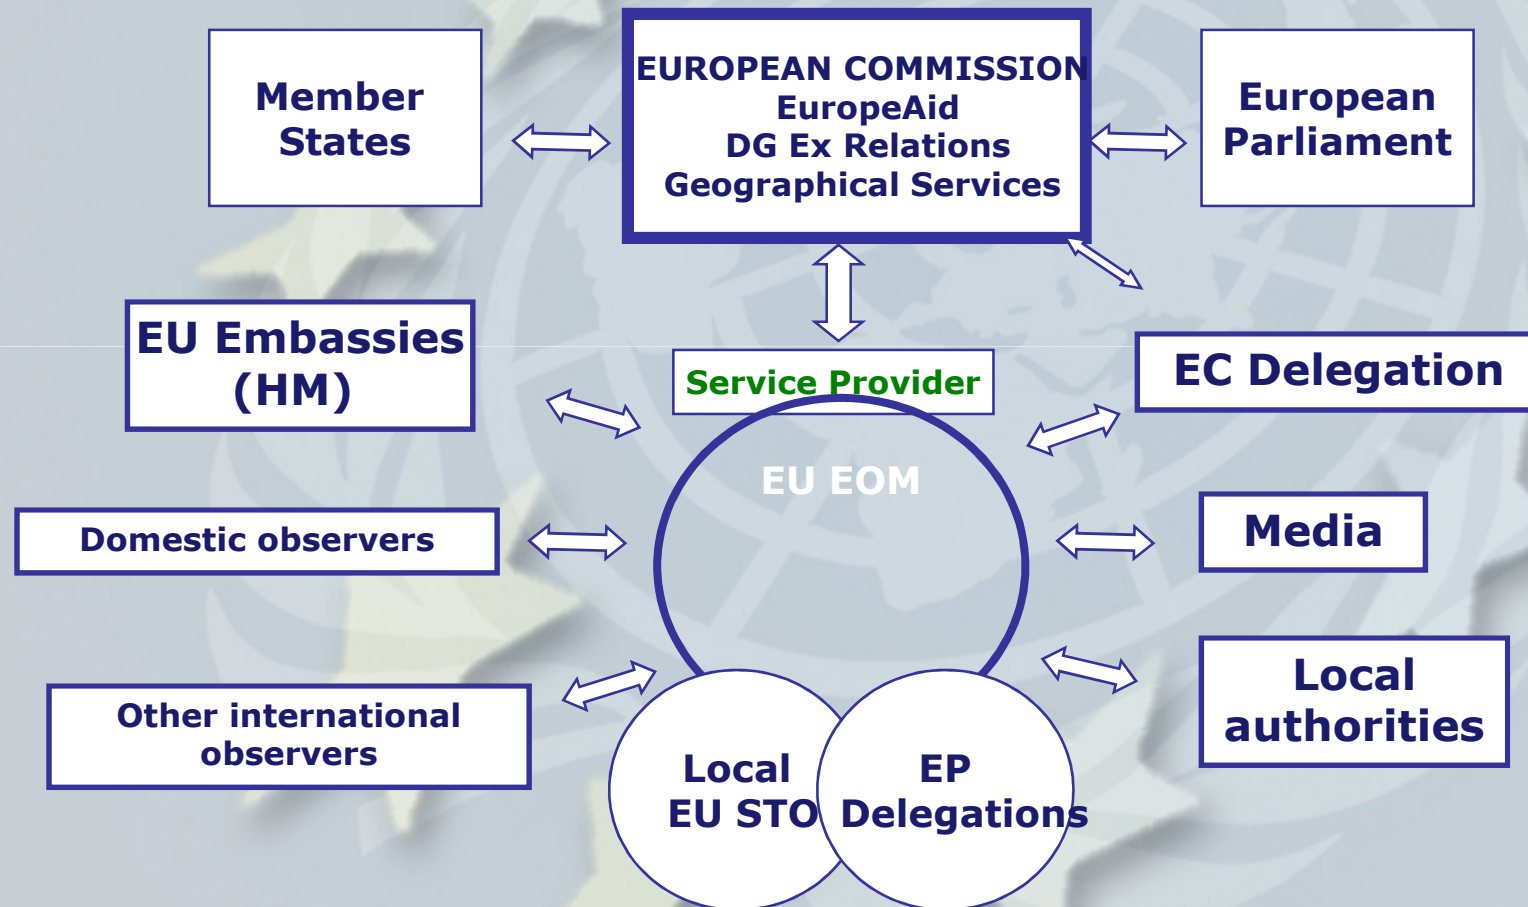 Member
States
EUROPEAN COMMISSION
EuropeAid
DG Ex Relations
Geographical Services
European
Parliament
EU Embassies
(HM)
Service Provider
EC Delegation
EU EOM
Domestic observers
Media
Other international
observers
Local
authorities
Local
EU STO
EP
Delegations